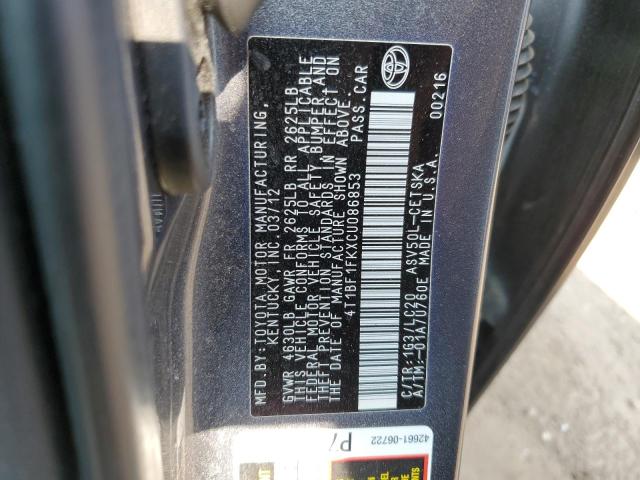 MFD.BY-TOYOTA MOTOR MANUFACTURING,
KENTUCKY, INC. 03/12
GVWR 4630LB GAWR FR 2625LB RR 2625LB
THIS VEHICLE CONFORMS TO ALL APPLICABLE
FEDERAL MOTOR VEHICLE SAFETY, BUMPER, AND
THEFT PREVENTION STANDARDS IN EFFECT ON
THE DATE OF MANUFACTURE SHOWN ABOVE.
4T1BF1FKXCU086853 PASS.CAR
C/TR:1G3/LC20 ASV50L-CETSKA
A/TM:-01A/U760E MADE IN U.S.A.
00216
42661-06722